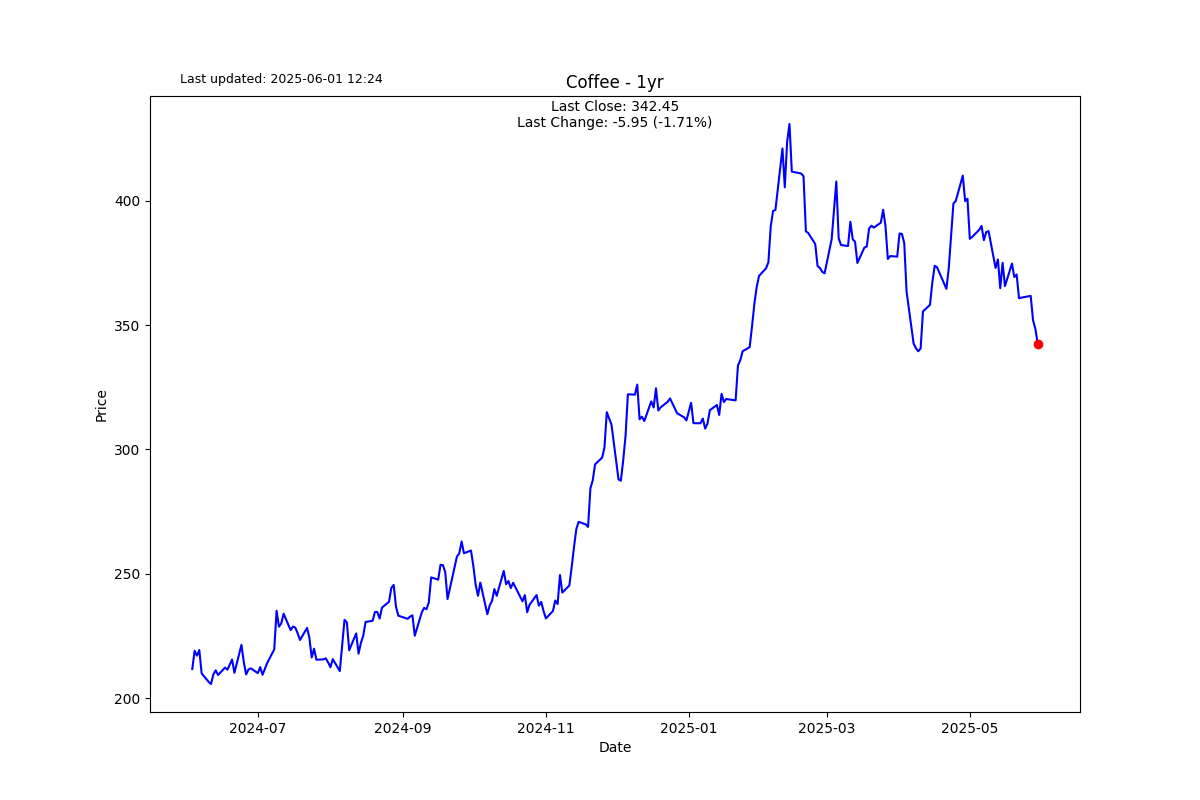 Last updated: 2025-06-01 12:24
Coffee - 1yr
Last Close: 342.45
Last Change: -5.95 (-1.71%)
400
350
300
250
200
Price
2024-07
2024-09
2024-11
2025-01
2025-03
2025-05
Date